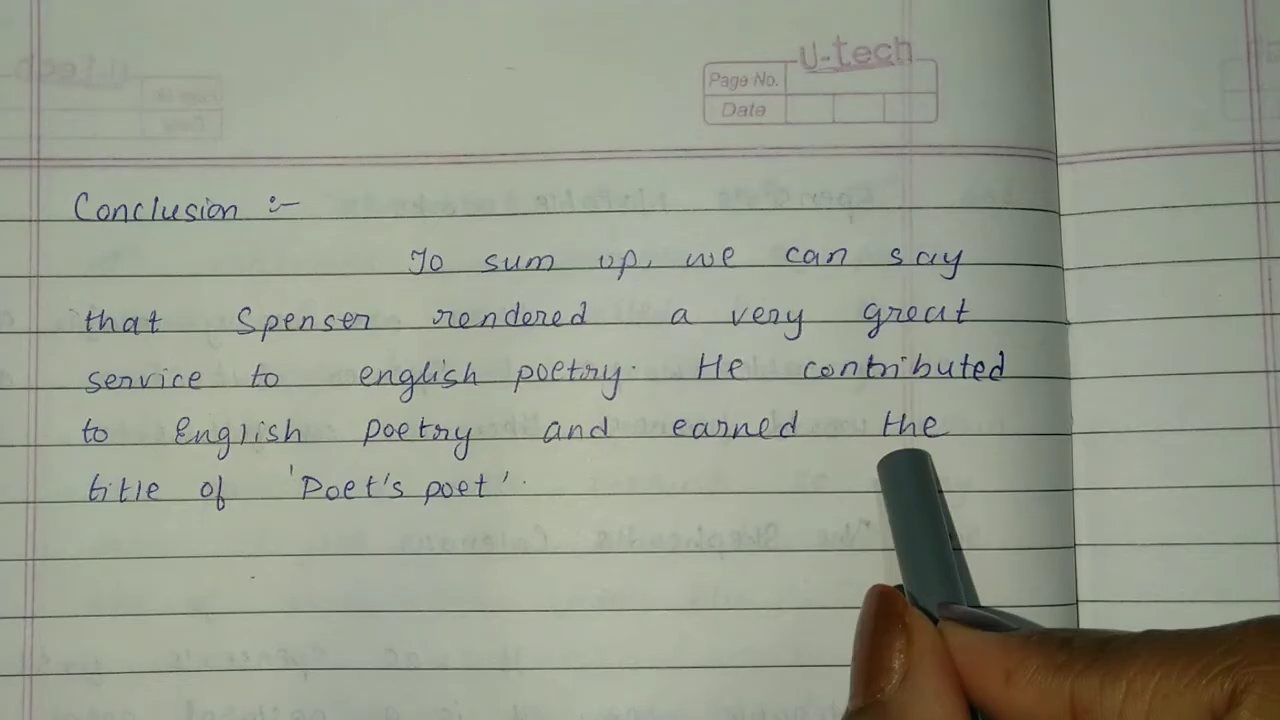 U-tech
Page No.
Date
Conclusion :-
To sum up, we can say
that Spenser rendered a very great
service to english poetry. He contributed
to English poetry and earned the
title of 'Poet's poet'.